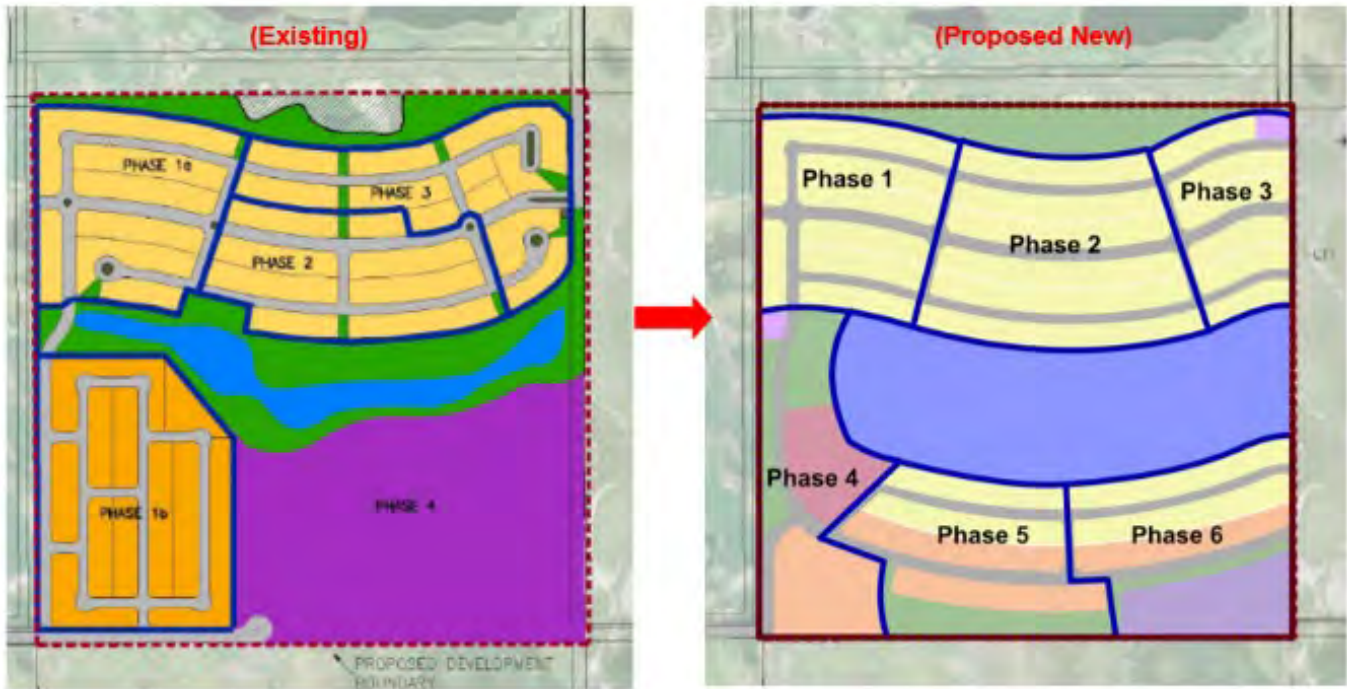 (Existing)
(Proposed New)
PHASE 1a
PHASE 3
PHASE 2
PHASE 1b
PHASE 4
PROPOSED DEVELOPMENT
BOUNDARY
Phase 1
Phase 2
Phase 3
Phase 4
Phase 5
Phase 6